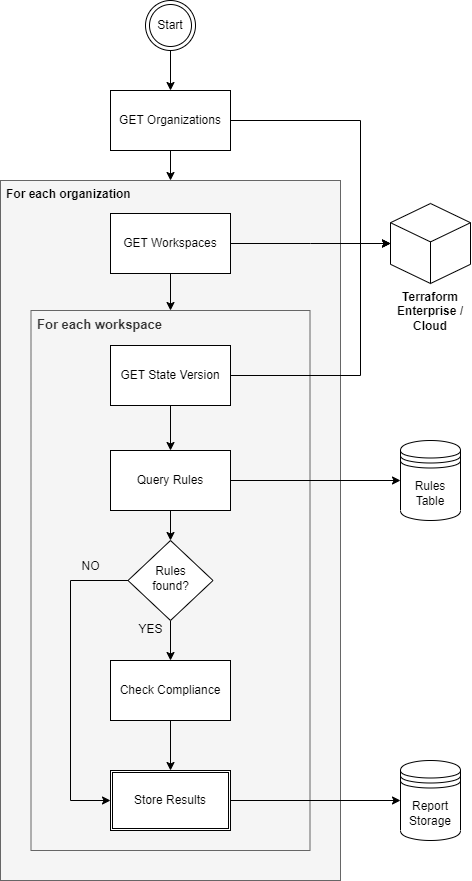 Start
GET Organizations
For each organization
GET Workspaces
Terraform
Enterprise /
Cloud
For each workspace
GET State Version
Query Rules
Rules
Table
Rules
found?
NO
YES
Check Compliance
Store Results
Report
Storage